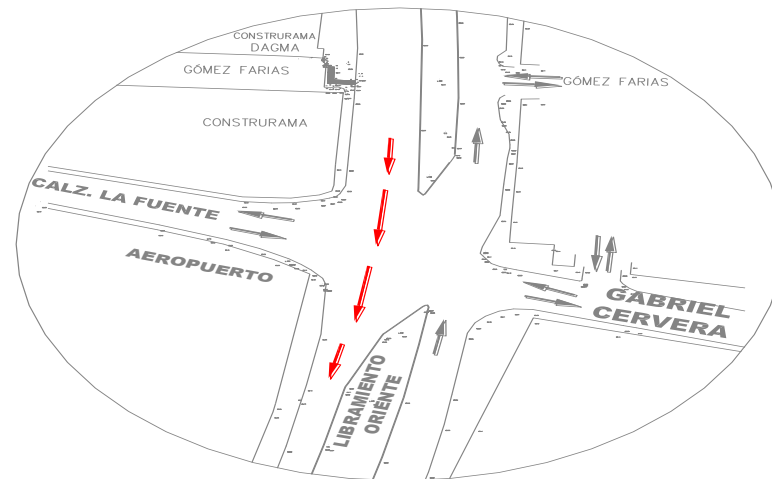 CONSTRURAMA
DAGMA
GÓMEZ FARIAS
GÓMEZ FARIAS
CONSTRURAMA
CALZ. LA FUENTE
AEROPUERTO
GABRIEL
CERVERA
LIBRAMIENTO
ORIENTE